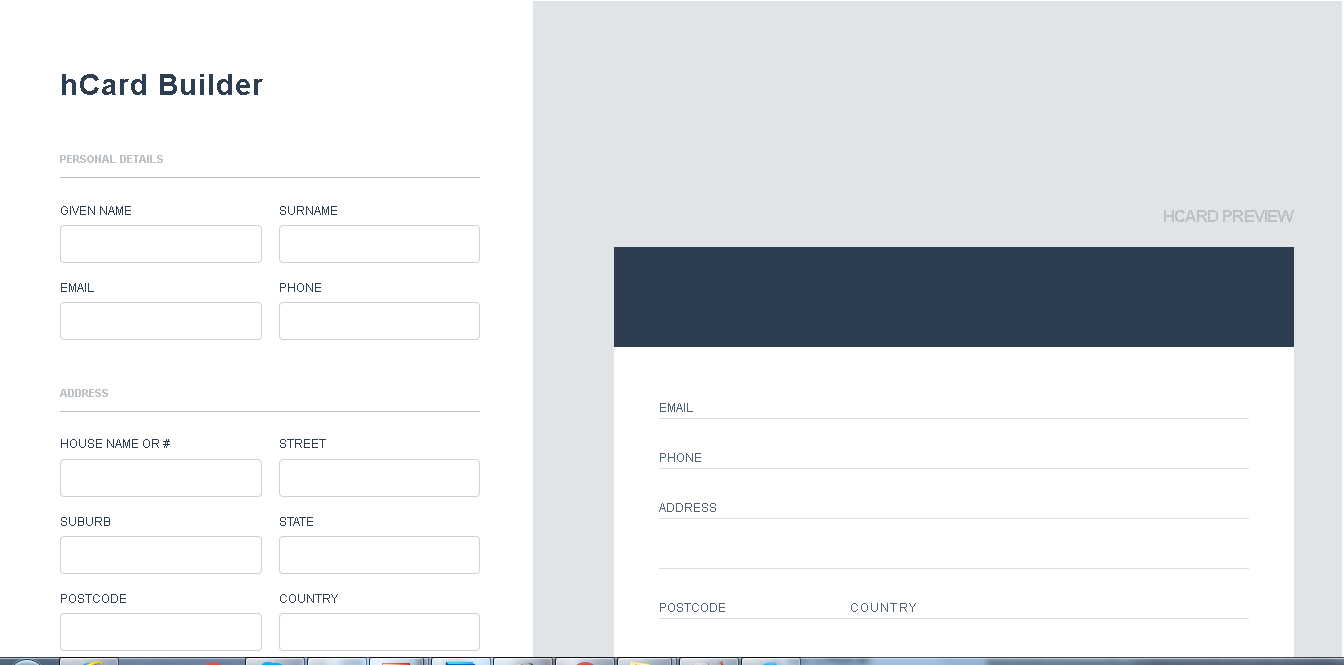 hCard Builder
PERSONAL DETAILS
GIVEN NAME SURNAME
EMAIL PHONE
ADDRESS
HOUSE NAME OR # STREET
SUBURB STATE
POSTCODE COUNTRY
HCARD PREVIEW
EMAIL
PHONE
ADDRESS
POSTCODE COUNTRY